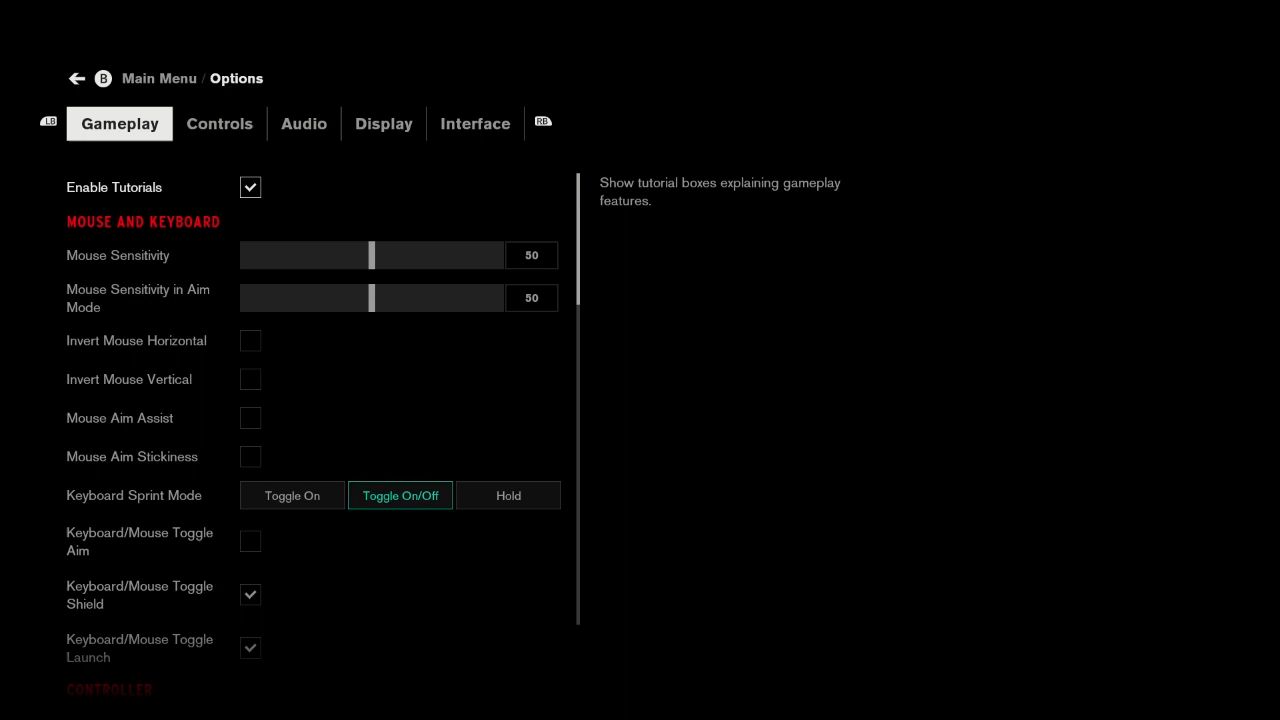 B Main Menu / Options
LB Gameplay Controls Audio Display Interface RB
Enable Tutorials
Show tutorial boxes explaining gameplay
features.
MOUSE AND KEYBOARD
Mouse Sensitivity 50
Mouse Sensitivity in Aim
Mode 50
Invert Mouse Horizontal
Invert Mouse Vertical
Mouse Aim Assist
Mouse Aim Stickiness
Keyboard Sprint Mode Toggle On Toggle On/Off Hold
Keyboard/Mouse Toggle
Aim
Keyboard/Mouse Toggle
Shield
Keyboard/Mouse Toggle
Launch
CONTROLLER